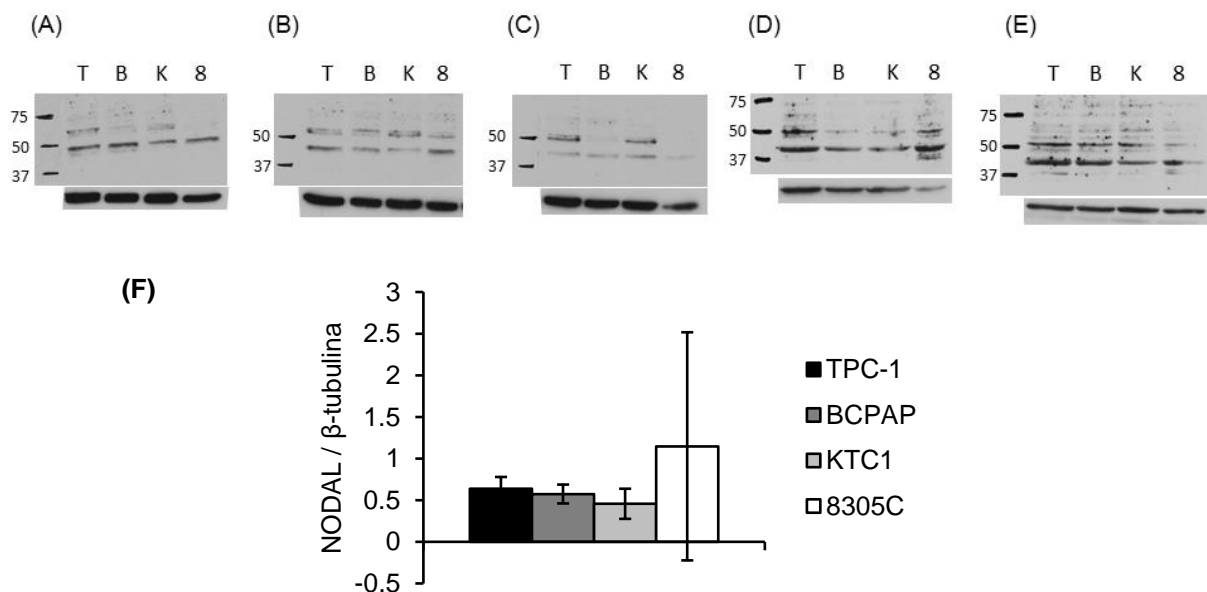 (A)
T B K 8
75
50
37
(B)
T B K 8
50
37
(C)
T B K 8
50
37
(D)
T B K 8
75
50
37
(E)
T B K 8
75
50
37
(F)
NODAL / β-tubulina
3
2.5
2
1.5
1
0.5
0
-0.5
TPC-1
BCPAP
KTC1
8305C